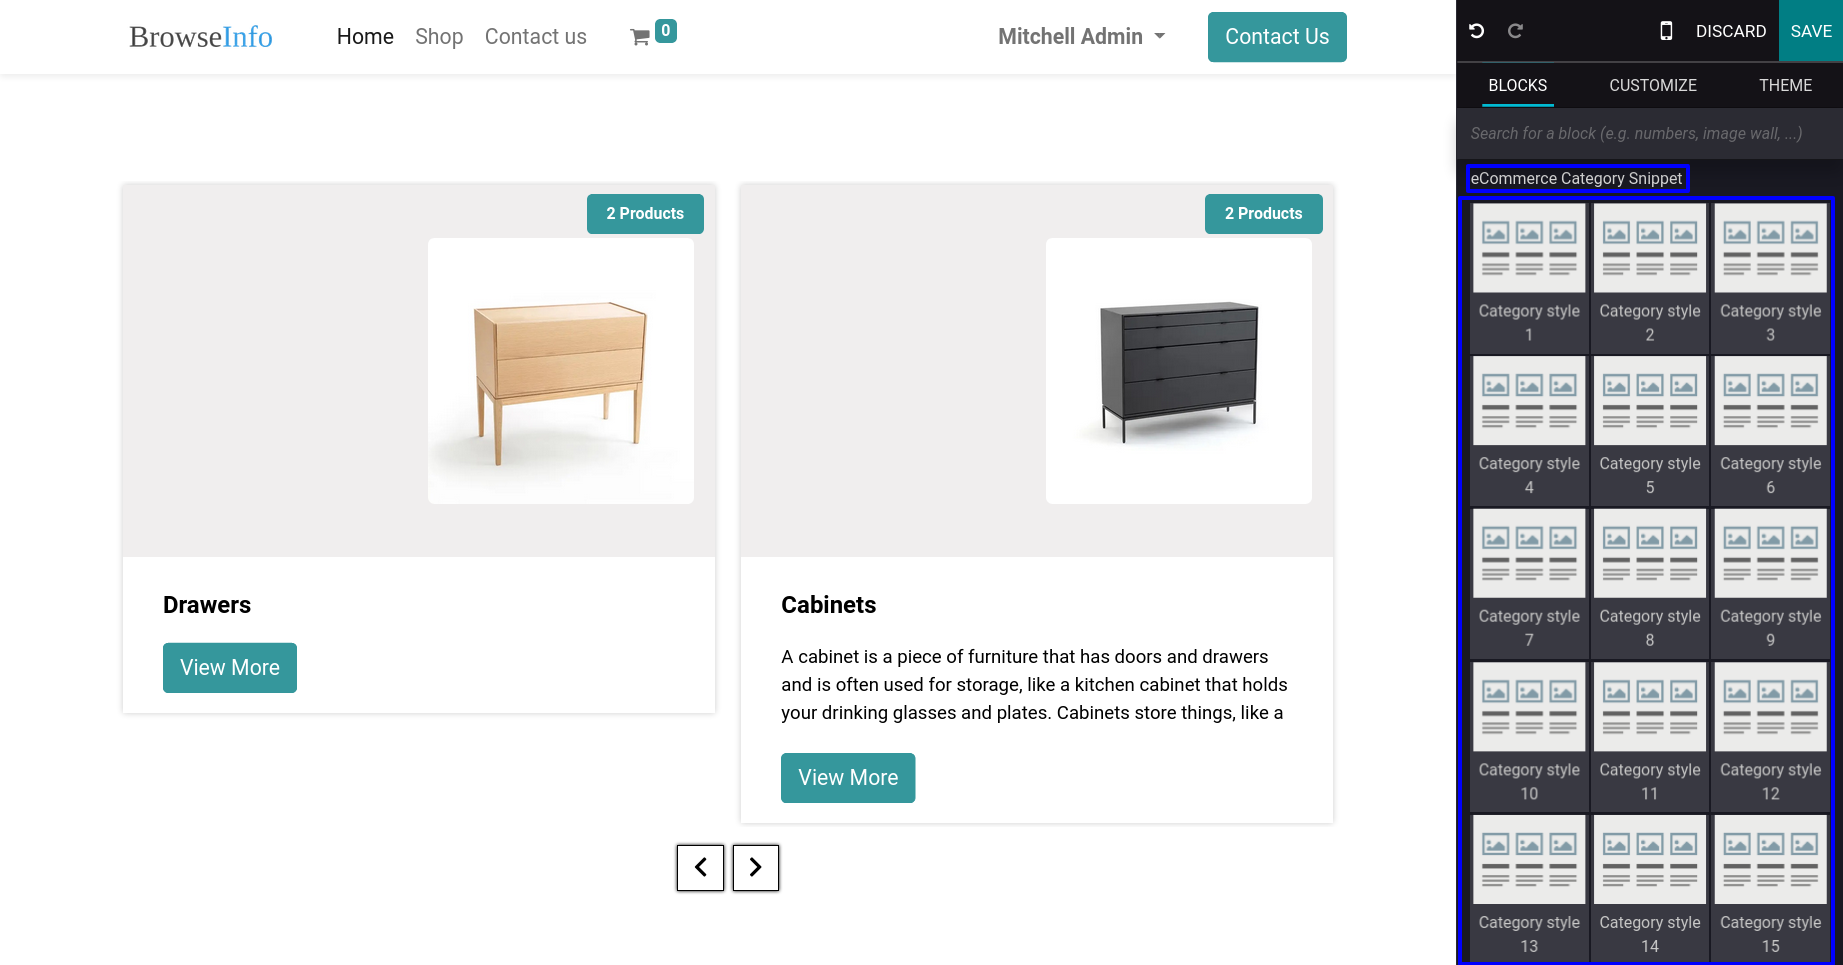 BrowseInfo Home Shop Contact us 0 Mitchell Admin Contact Us
DISCARD SAVE
BLOCKS CUSTOMIZE THEME
Search for a block (e.g. numbers, image wall, ...)
eCommerce Category Snippet
2 Products
Drawers
View More
2 Products
Cabinets
A cabinet is a piece of furniture that has doors and drawers
and is often used for storage, like a kitchen cabinet that holds
your drinking glasses and plates. Cabinets store things, like a
View More
Category style
1
Category style
2
Category style
3
Category style
4
Category style
5
Category style
6
Category style
7
Category style
8
Category style
9
Category style
10
Category style
11
Category style
12
Category style
13
Category style
14
Category style
15